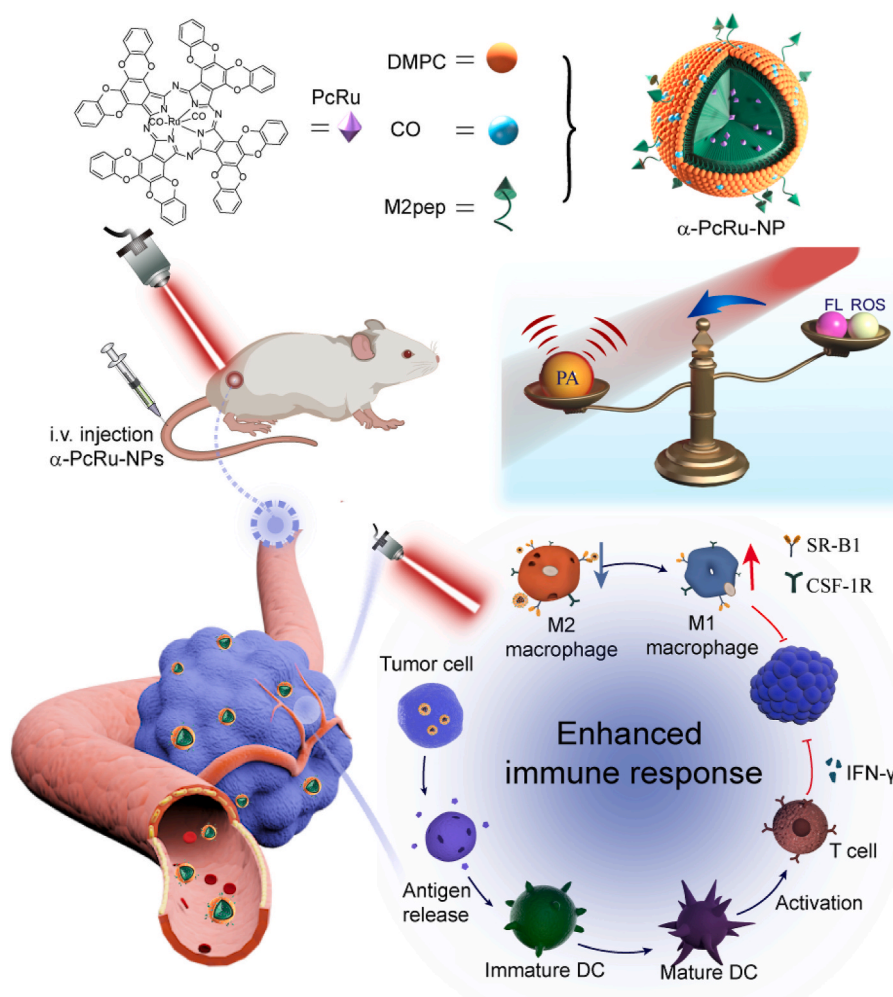 PcRu
=
CO
Ru
CO
DMPC =
CO =
M2pep =
α-PcRu-NP
i.v. injection
α-PcRu-NPs
PA
FL ROS
M2
macrophage
M1
macrophage
SR-B1
CSF-1R
Tumor cell
Enhanced
immune response
IFN-γ
T cell
Antigen
release
Activation
Immature DC
Mature DC